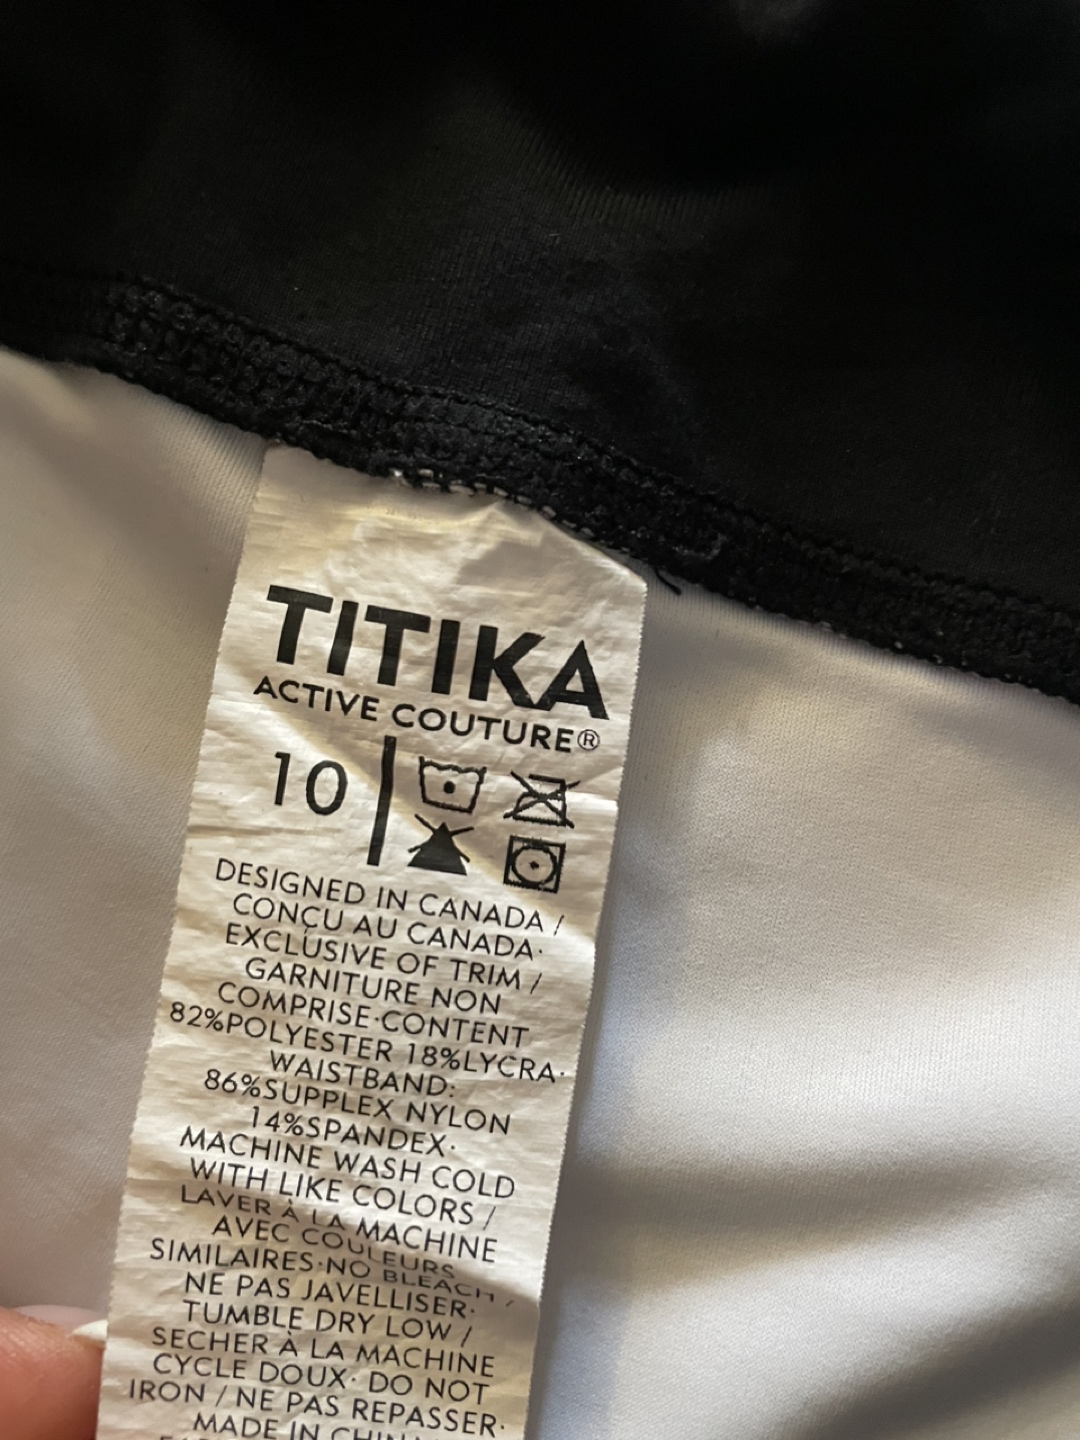 TITIKA
ACTIVE COUTURE®
10
DESIGNED IN CANADA /
CONÇU AU CANADA·
EXCLUSIVE OF TRIM /
GARNITURE NON
COMPRISE·CONTENT
82%POLYESTER 18%LYCRA·
WAISTBAND:
86%SUPPLEX NYLON
14%SPANDEX·
MACHINE WASH COLD
WITH LIKE COLORS /
LAVER À LA MACHINE
AVEC COULEURS
SIMILAIRES·NO BLEACH /
NE PAS JAVELLISER·
TUMBLE DRY LOW /
SECHER À LA MACHINE
CYCLE DOUX· DO NOT
IRON / NE PAS REPASSER·
MADE IN CHINA